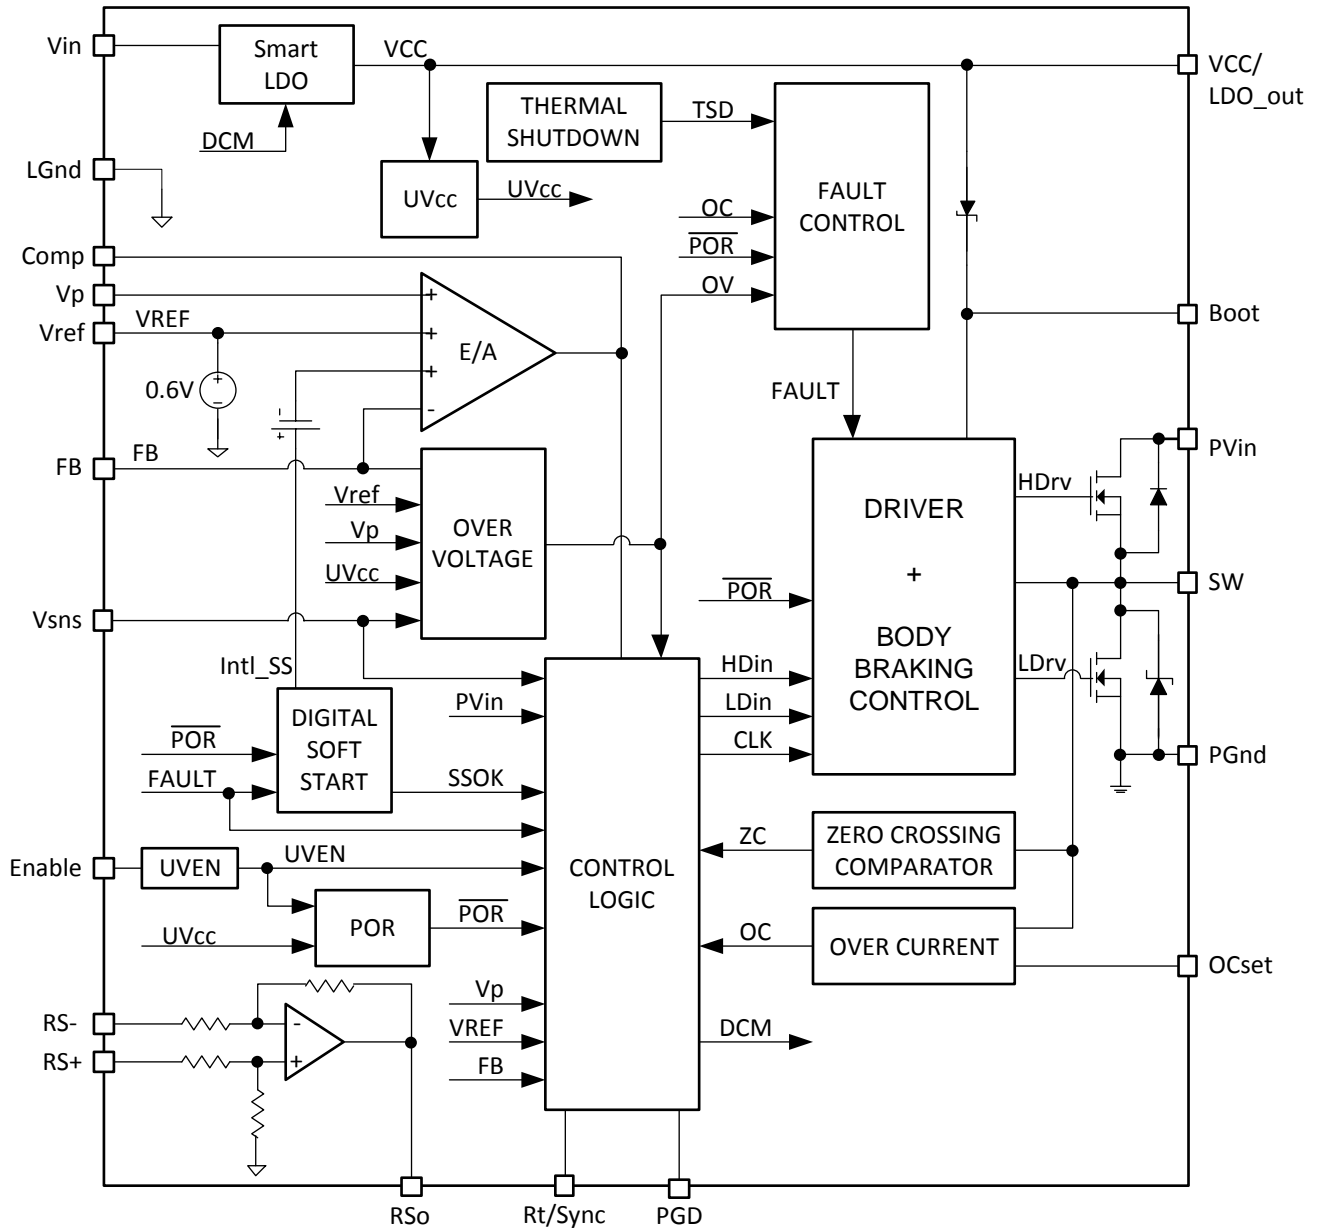 Vin
Smart
LDO
VCC
VCC/
LDO_out
DCM
THERMAL
SHUTDOWN
TSD
LGnd
UVcc
UVcc
OC
POR
OV
FAULT
CONTROL
Comp
Vp
Vref
VREF
+
+
+
-
E/A
0.6V
+
−
-
+
Boot
FAULT
FB
FB
PVin
Vref
Vp
UVcc
OVER
VOLTAGE
DRIVER
+
BODY
BRAKING
CONTROL
HDrv
SW
POR
Vsns
Intl_SS
LDrv
HDin
LDin
CLK
PVin
DIGITAL
SOFT
START
POR
FAULT
SSOK
PGnd
ZC
ZERO CROSSING
COMPARATOR
Enable
UVEN
UVEN
CONTROL
LOGIC
POR
POR
UVcc
OC
OVER CURRENT
OCset
RS-
RS+
-
+
Vp
VREF
FB
DCM
RSo
Rt/Sync
PGD